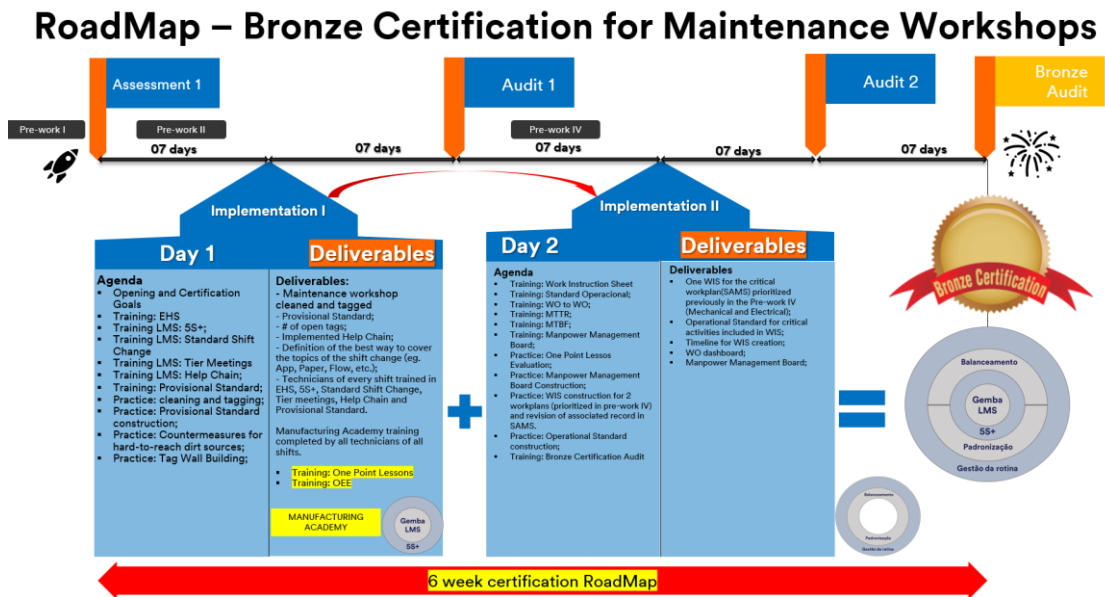 RoadMap – Bronze Certification for Maintenance Workshops
Assessment 1
Audit 1
Audit 2
Bronze
Audit
Pre-work I
Pre-work II
Pre-work IV
07 days
07 days
07 days
07 days
07 days
Implementation I
Implementation II
Day 1
Deliverables
Agenda
Opening and Certification
Goals
Training: EHS
Training LMS: 5S+;
Training LMS: Standard Shift
Change
Training LMS: Tier Meetings
Training LMS: Help Chain;
Training: Provisional Standard;
Practice: cleaning and tagging;
Practice: Provisional Standard
construction;
Practice: Countermeasures for
hard-to-reach dirt sources;
Practice: Tag Wall Building;
Deliverables:
- Maintenance workshop
cleaned and tagged
- Provisional Standard;
- # of open tags;
- Implemented Help Chain;
- Definition of the best way to cover
the topics of the shift change (eg.
App, Paper, Flow, etc.);
- Technicians of every shift trained in
EHS, 5S+, Standard Shift Change,
Tier meetings, Help Chain and
Provisional Standard.
Manufacturing Academy training
completed by all technicians of all
shifts.
Training: One Point Lessons
Training: OEE
MANUFACTURING
ACADEMY
Gemba
LMS
5S+
Day 2
Deliverables
Agenda
Training: Work Instruction Sheet
Training: Standard Operacional;
Training: WO to WO;
Training: MTTR;
Training: MTBF;
Training: Manpower Management
Board;
Practice: One Point Lessos
Evaluation;
Practice: Manpower Management
Board Construction;
Practice: WIS construction for 2
workplans (prioritized in pre-work IV)
and revision of associated record in
SAMS.
Practice: Operational Standard
construction;
Training: Bronze Certification Audit
Deliverables
One WIS for the critical
workplan(SAMS) prioritized
previously in the Pre-work IV
(Mechanical and Electrical);
Operational Standard for critical
activities included in WIS;
Timeline for WIS creation;
WO dashboard;
Manpower Management Board;
Balanceamento
Padronização
Gestão da rotina
Bronze Certification
Balanceamento
Gemba
LMS
5S+
Padronização
Gestão da rotina
6 week certification RoadMap